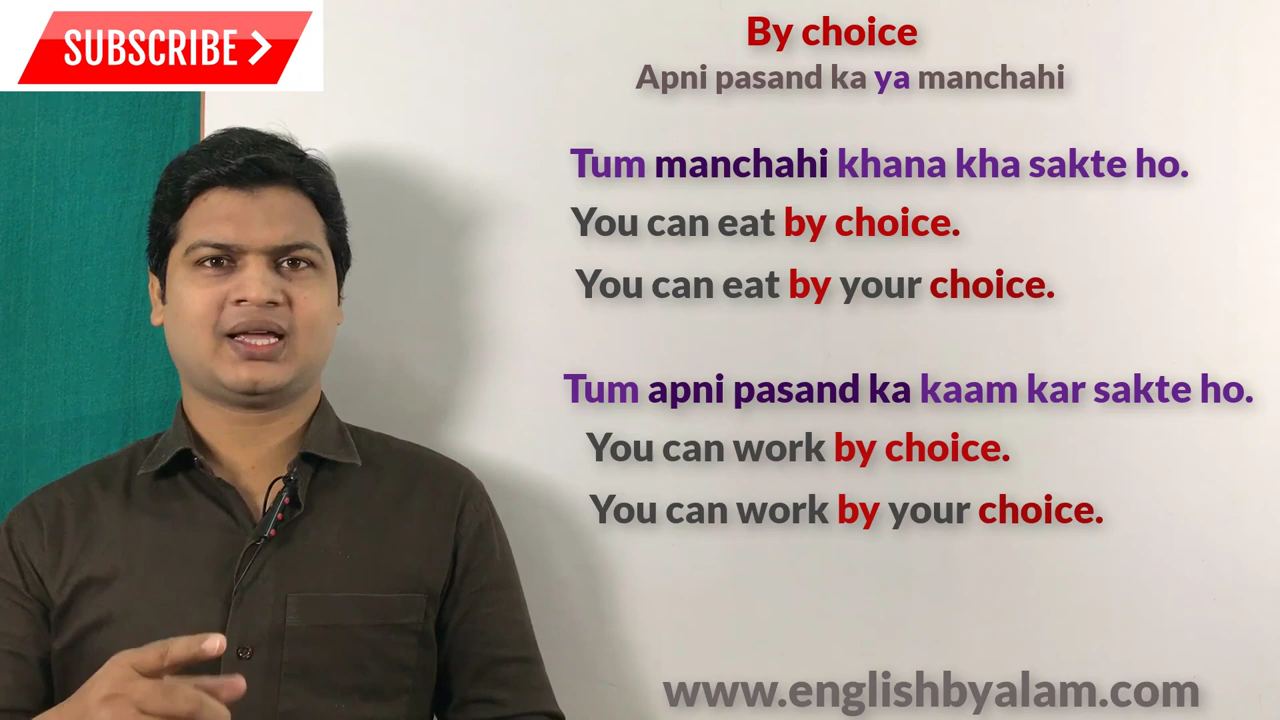 SUBSCRIBE
By choice
Apni pasand ka ya manchahi
Tum manchahi khana kha sakte ho.
You can eat by choice.
You can eat by your choice.
Tum apni pasand ka kaam kar sakte ho.
You can work by choice.
You can work by your choice.
www.englishbyalam.com